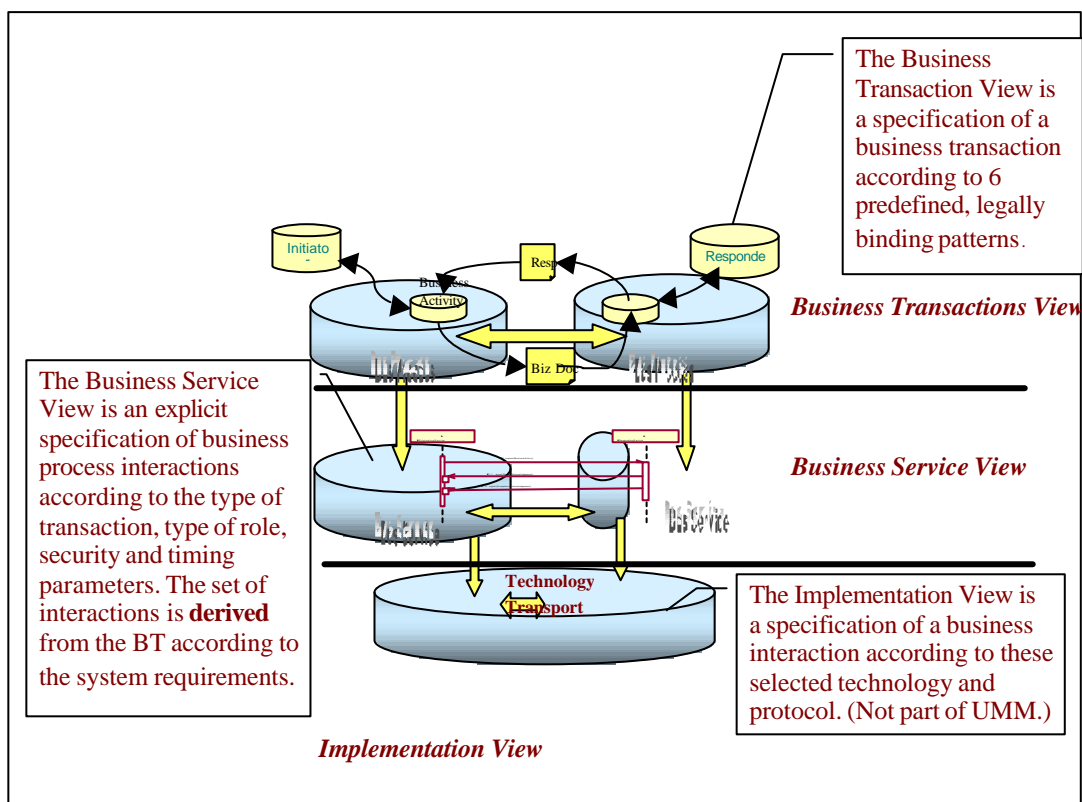 The Business
Transaction View is
a specification of a
business transaction
according to 6
predefined, legally
binding patterns.
Initiato
Resp
Responde
Business
Activity
Business Transactions View
Biz Doc
The Business Service
View is an explicit
specification of business
process interactions
according to the type of
transaction, type of role,
security and timing
parameters. The set of
interactions is derived
from the BT according to
the system requirements.
Business Service View
Bus Service
Technology
Transport
The Implementation View is
a specification of a business
interaction according to these
selected technology and
protocol. (Not part of UMM.)
Implementation View